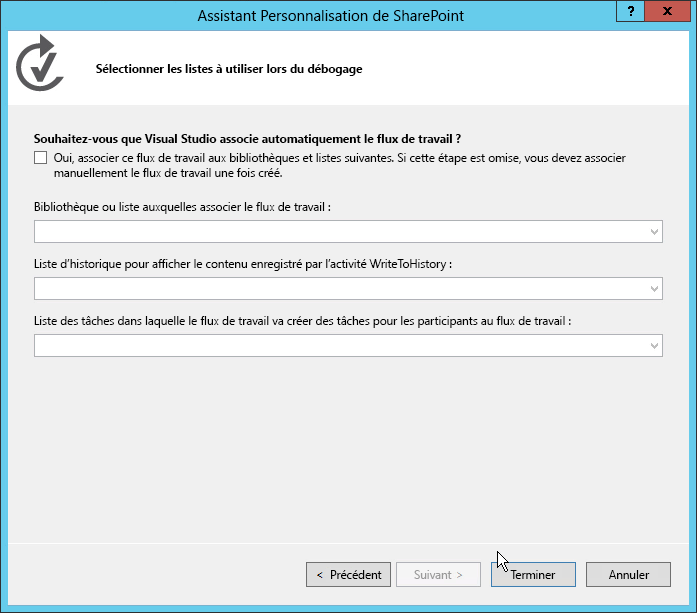 Assistant Personnalisation de SharePoint
?
x
Sélectionner les listes à utiliser lors du débogage
Souhaitez-vous que Visual Studio associe automatiquement le flux de travail ?
Oui, associer ce flux de travail aux bibliothèques et listes suivantes. Si cette étape est omise, vous devez associer
manuellement le flux de travail une fois créé.
Bibliothèque ou liste auxquelles associer le flux de travail :
Liste d'historique pour afficher le contenu enregistré par l'activité WriteToHistory :
Liste des tâches dans laquelle le flux de travail va créer des tâches pour les participants au flux de travail :
< Précédent
Suivant >
Terminer
Annuler